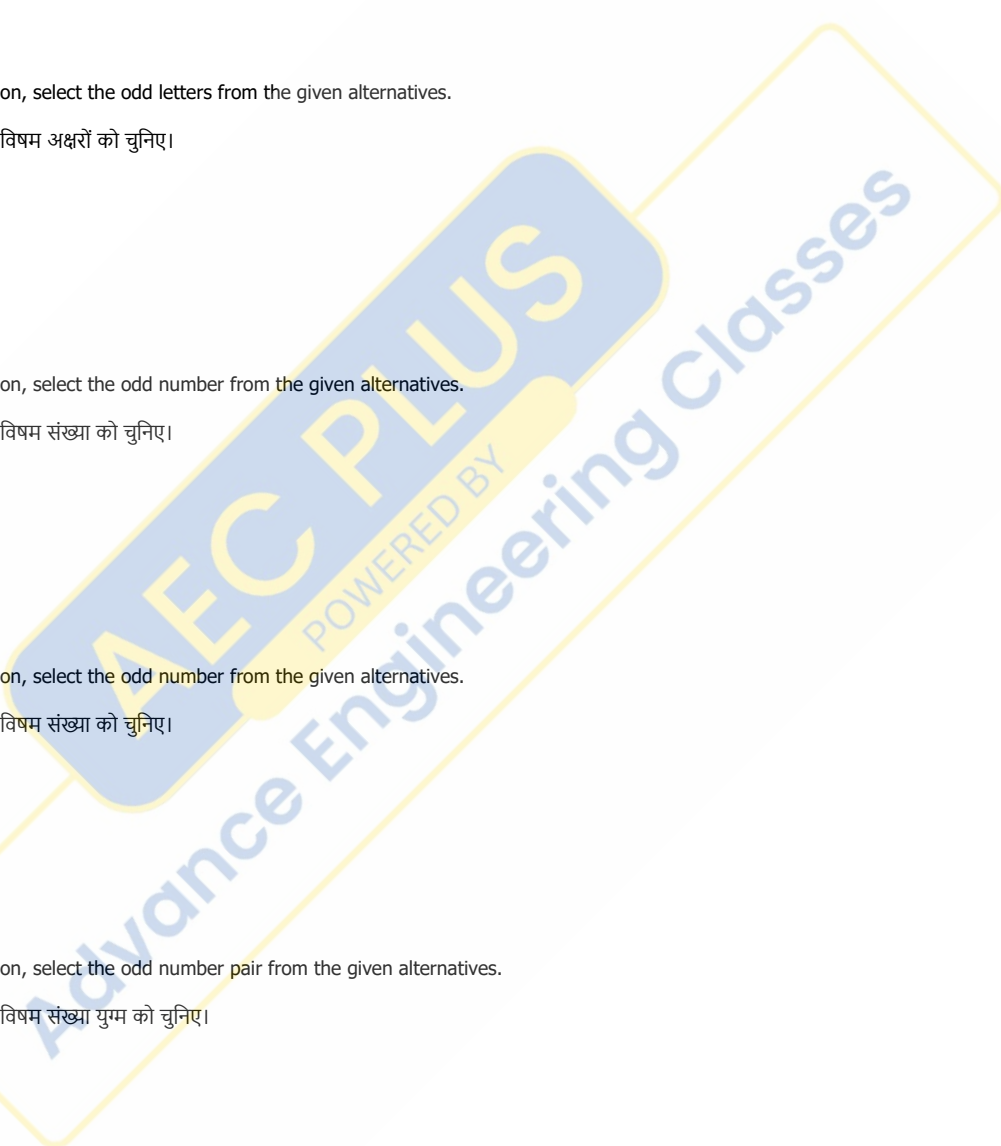 on, select the odd letters from the given alternatives.
विषम अक्षरों को चुनिए।
on, select the odd number from the given alternatives.
विषम संख्या को चुनिए।
on, select the odd number from the given alternatives.
विषम संख्या को चुनिए।
on, select the odd number pair from the given alternatives.
विषम संख्या युग्म को चुनिए।
AEC PLUS
POWERED BY
Advance Engineering Classes